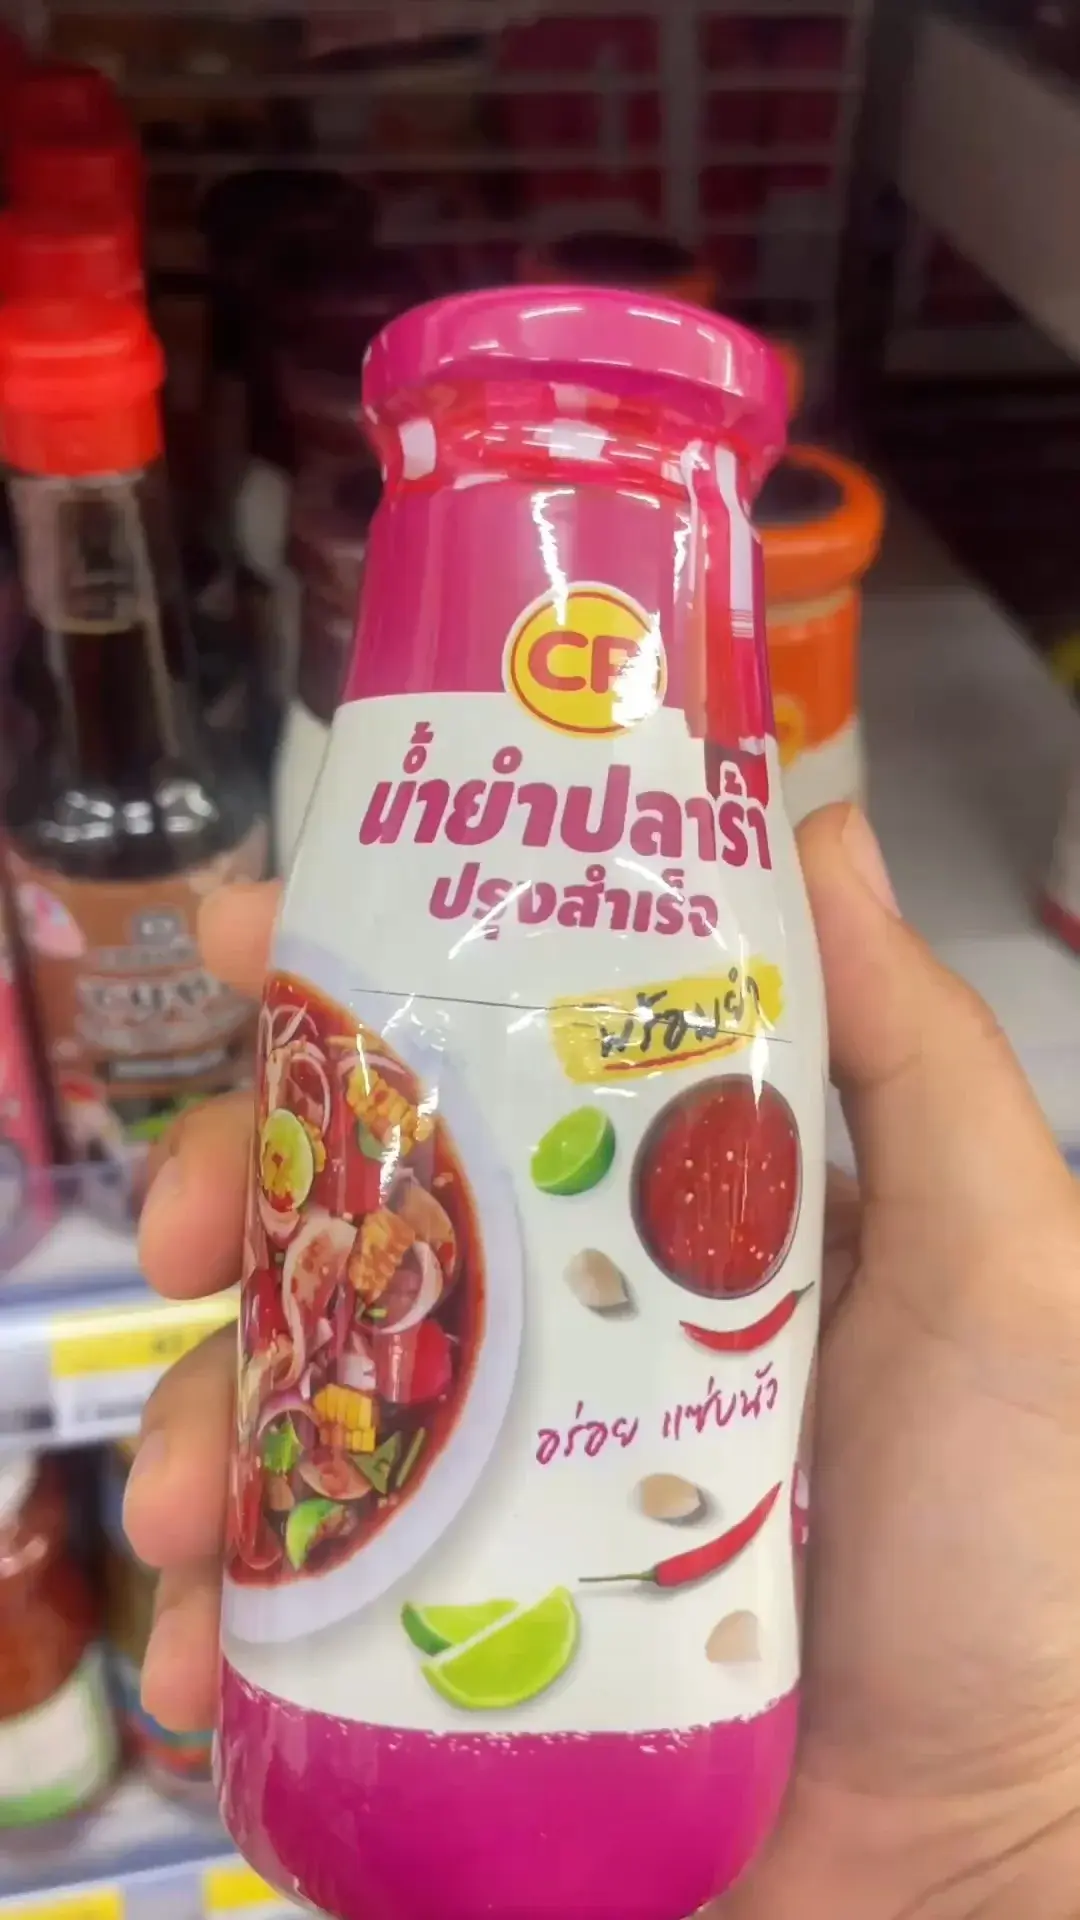 CP
น้ำยำปลาร้า
ปรุงสำเร็จ
พร้อมยำ
อร่อย แซ่บนัว